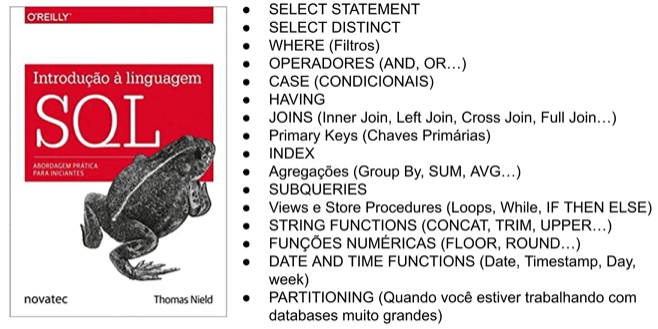 O'REILLY®
Introdução à linguagem
SQL
ABORDAGEM PRÁTICA
PARA INICIANTES
novatec
Thomas Nield
● SELECT STATEMENT
● SELECT DISTINCT
● WHERE (Filtros)
● OPERADORES (AND, OR…)
● CASE (CONDICIONAIS)
● HAVING
● JOINS (Inner Join, Left Join, Cross Join, Full Join…)
● Primary Keys (Chaves Primárias)
● INDEX
● Agregações (Group By, SUM, AVG…)
● SUBQUERIES
● Views e Store Procedures (Loops, While, IF THEN ELSE)
● STRING FUNCTIONS (CONCAT, TRIM, UPPER…)
● FUNÇÕES NUMÉRICAS (FLOOR, ROUND…)
● DATE AND TIME FUNCTIONS (Date, Timestamp, Day,
week)
● PARTITIONING (Quando você estiver trabalhando com
databases muito grandes)